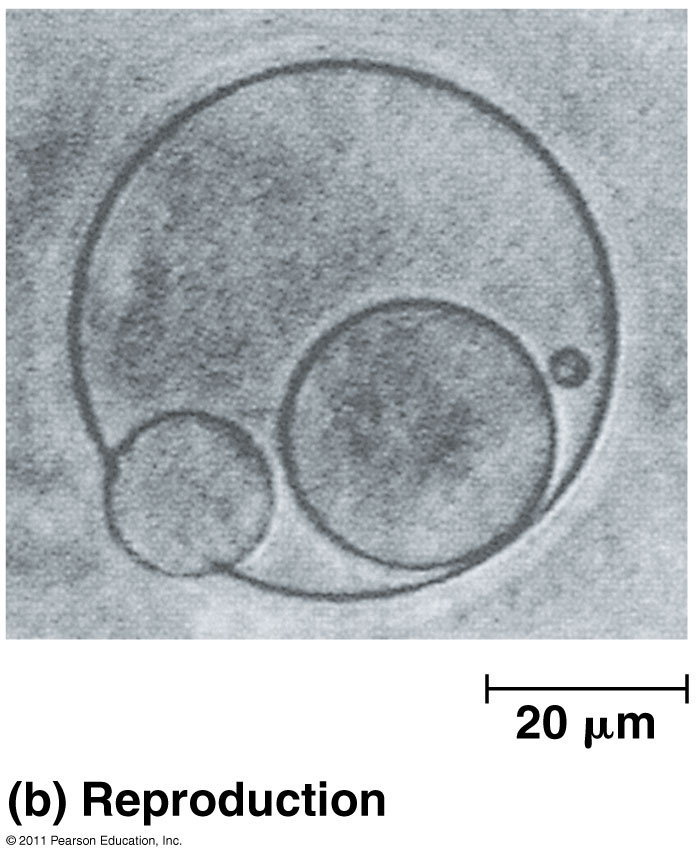 20 μm
(b) Reproduction
© 2011 Pearson Education, Inc.